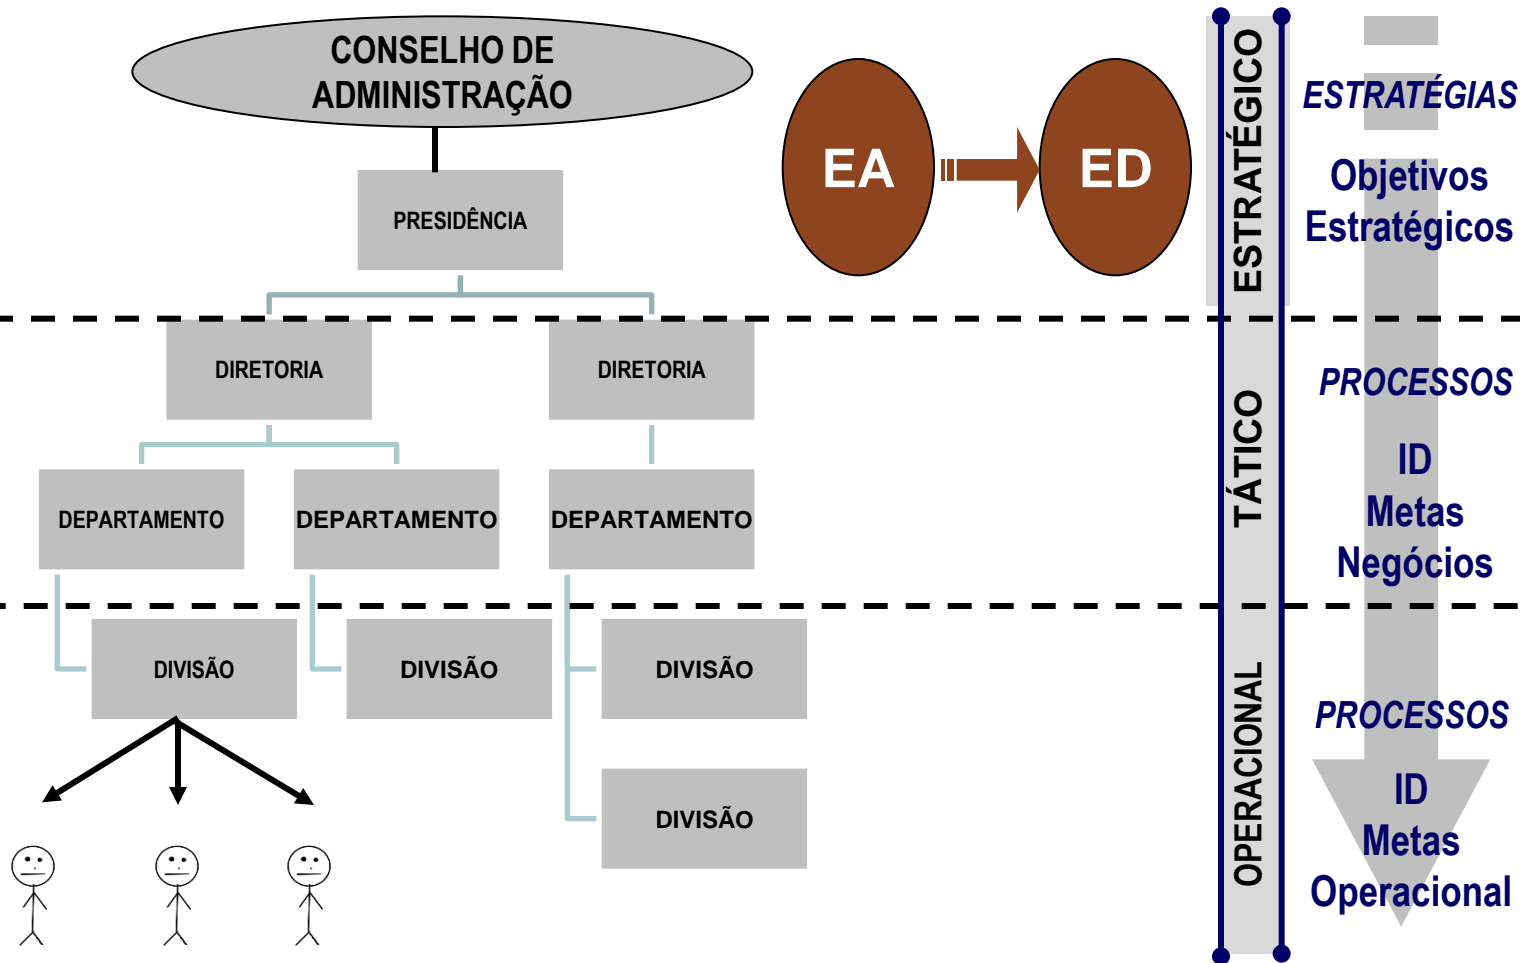 CONSELHO DE
ADMINISTRAÇÃO
PRESIDÊNCIA
EA
ED
ESTRATÉGICO
ESTRATÉGIAS
Objetivos
Estratégicos
DIRETORIA
DIRETORIA
DEPARTAMENTO
DEPARTAMENTO
DEPARTAMENTO
TÁTICO
PROCESSOS
ID
Metas
Negócios
DIVISÃO
DIVISÃO
DIVISÃO
DIVISÃO
OPERACIONAL
PROCESSOS
ID
Metas
Operacional